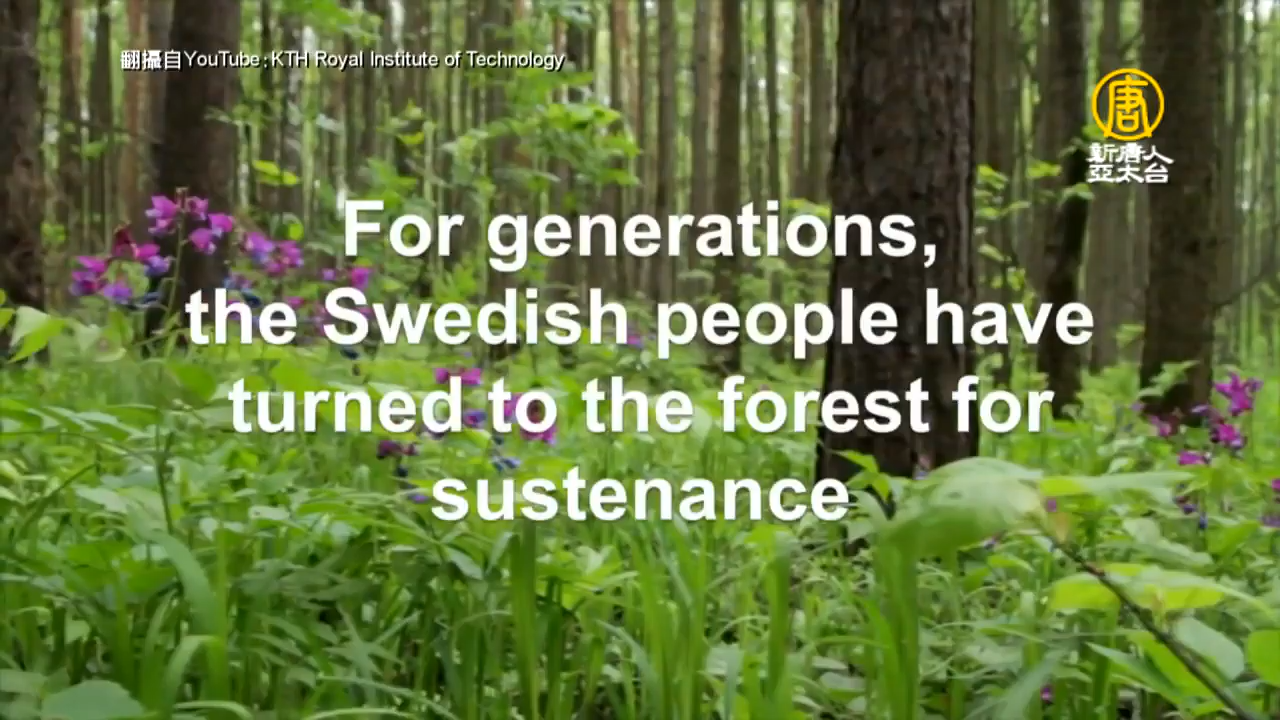 翻攝自YouTube：KTH Royal Institute of Technology
唐
新唐人
亞太台
For generations,
the Swedish people have
turned to the forest for
sustenance